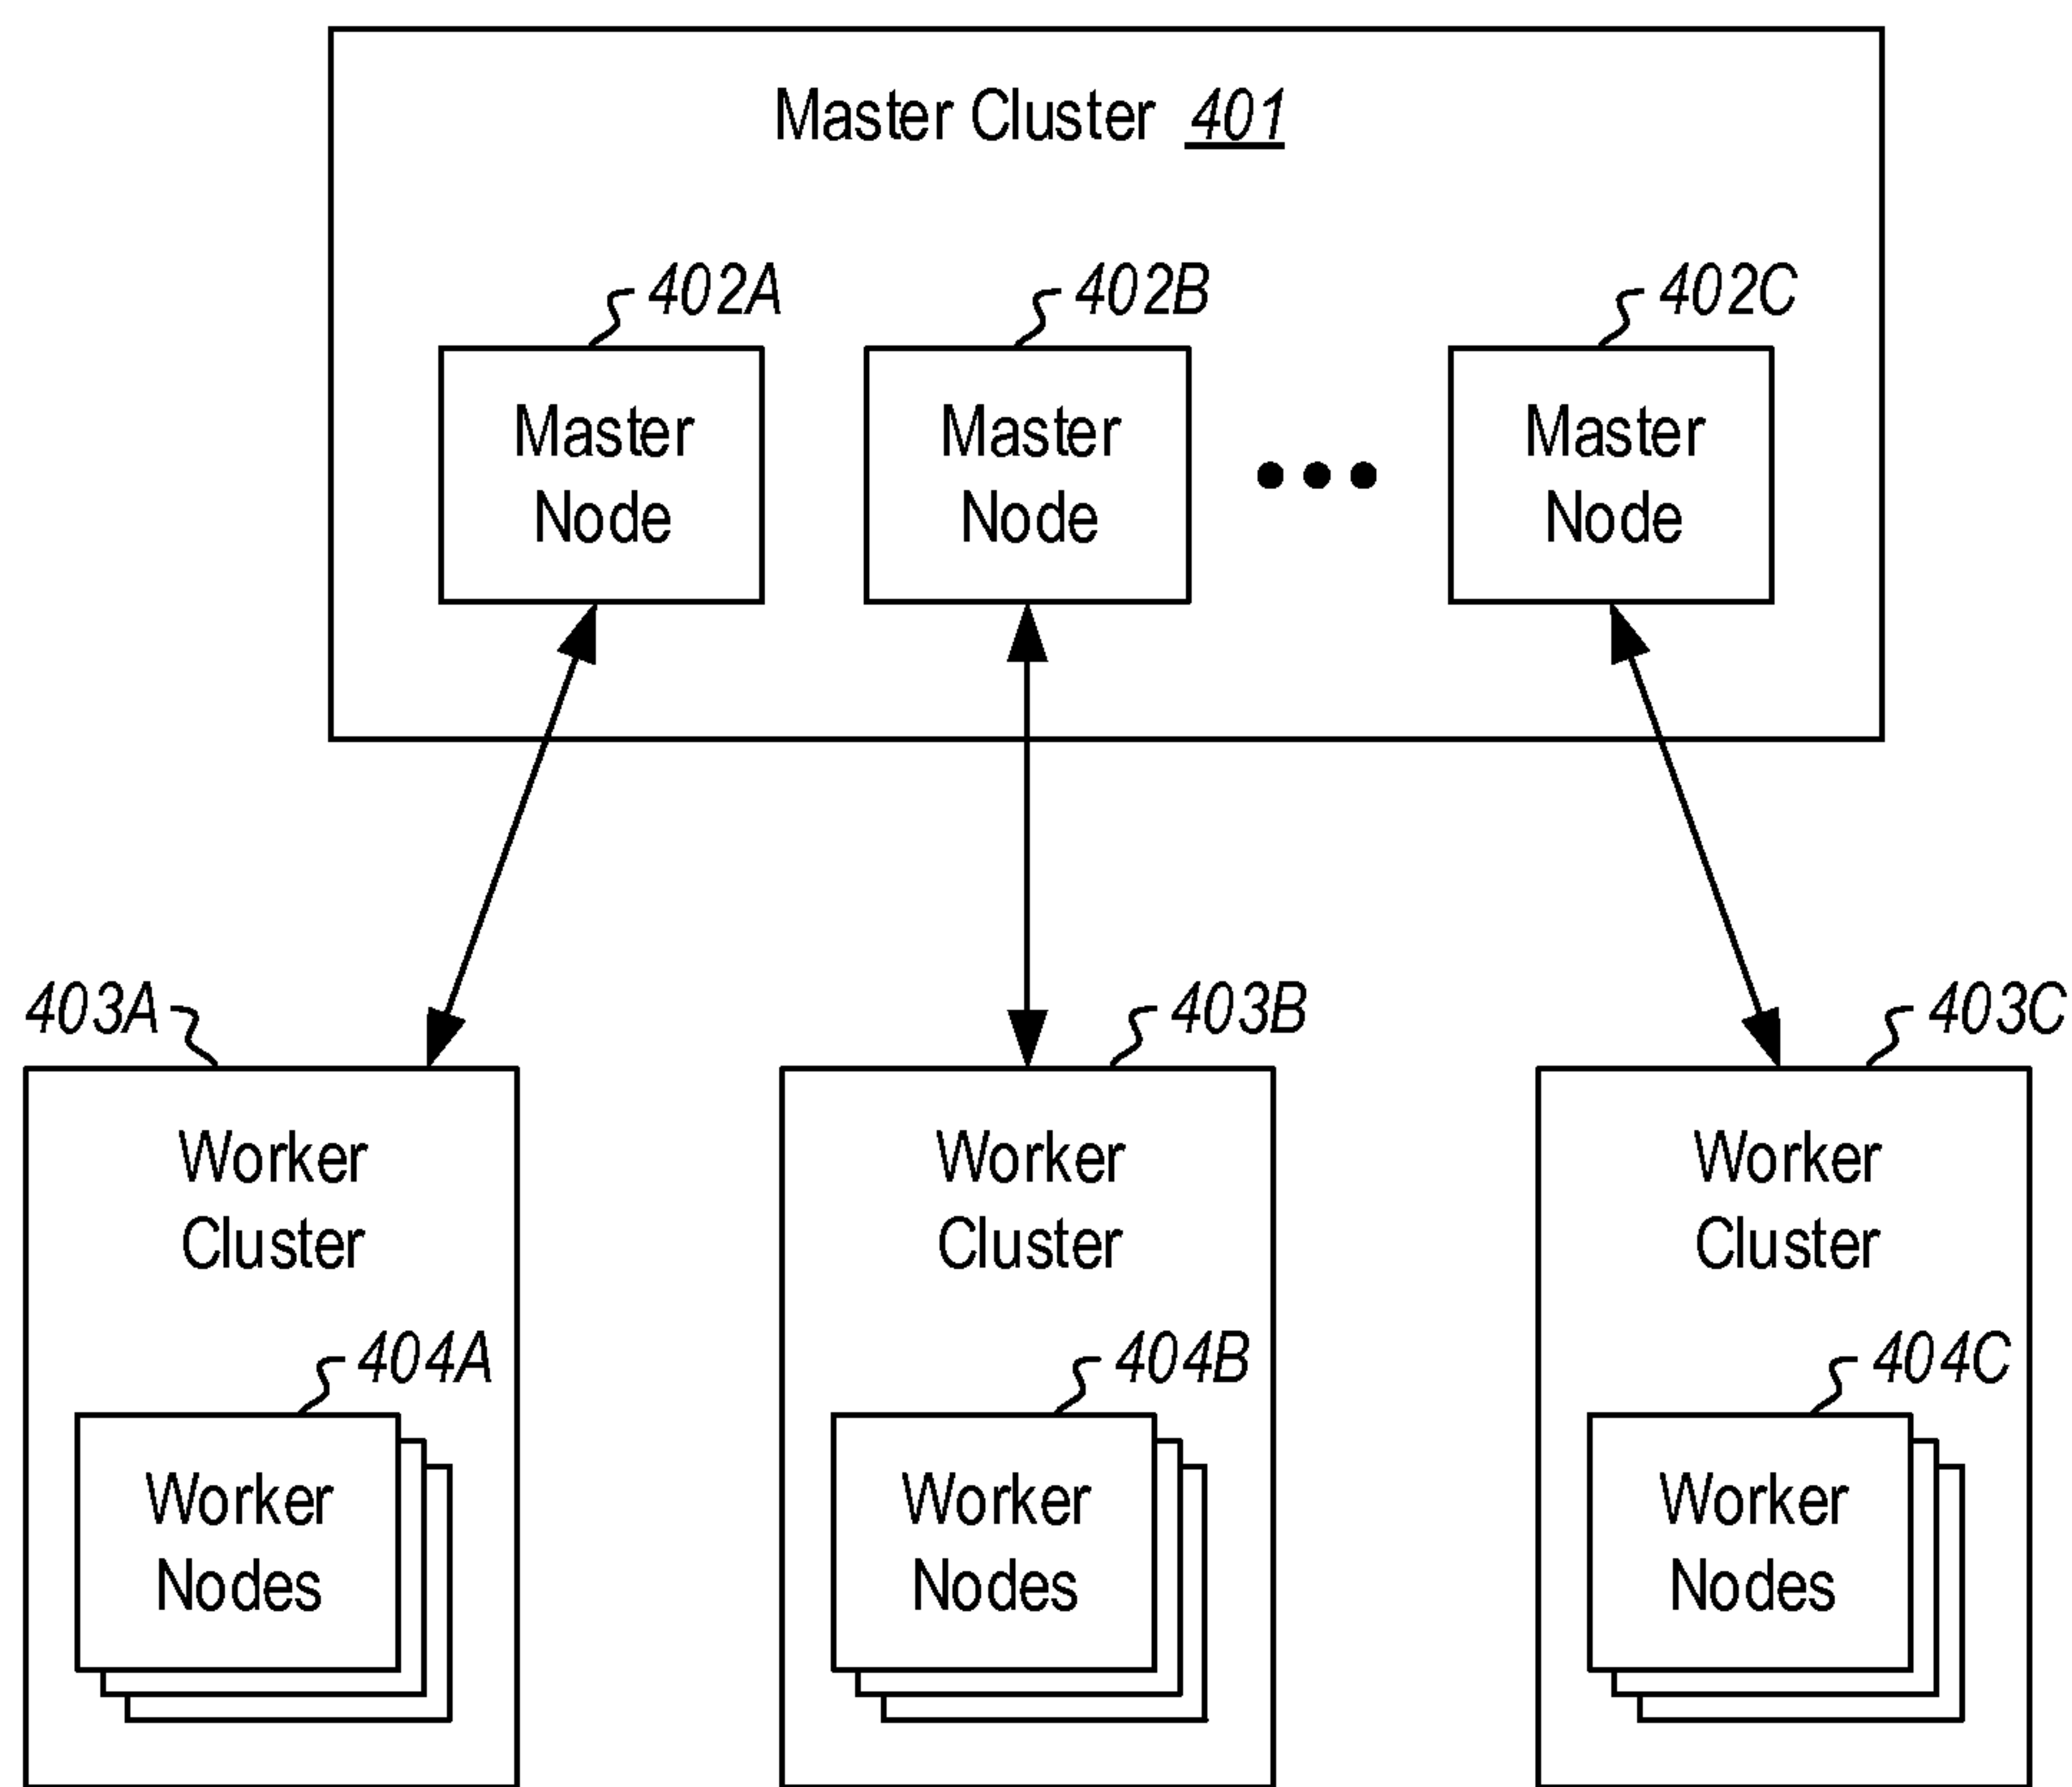 Master Cluster 401
402A
402B
402C
Master
Node
Master
Node
Master
Node
403A
403B
403C
Worker
Cluster
Worker
Cluster
Worker
Cluster
404A
404B
404C
Worker
Nodes
Worker
Nodes
Worker
Nodes